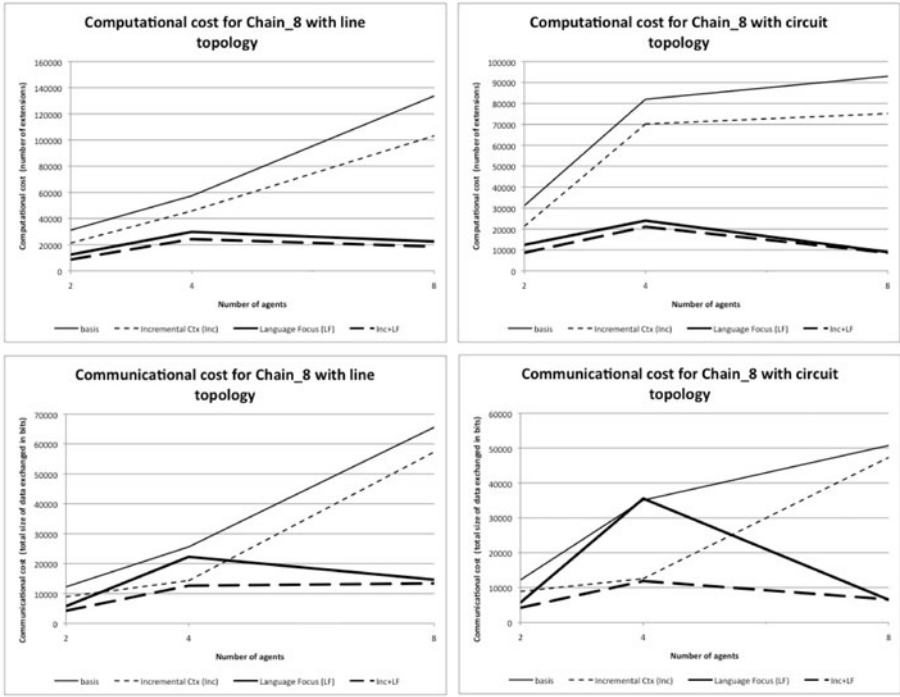 Computational cost for Chain_8 with line
topology
Computational cost (number of extensions)
160000
140000
120000
100000
80000
60000
40000
20000
0
2
4
8
Number of agents
basis
Incremental Ctx (Inc)
Language Focus (LF)
Inc+LF
Computational cost for Chain_8 with circuit
topology
Computational cost (number of extensions)
100000
90000
80000
70000
60000
50000
40000
30000
20000
10000
0
2
4
8
Number of agents
basis
Incremental Ctx (Inc)
Language Focus (LF)
Inc+LF
Communicational cost for Chain_8 with line
topology
Communicational cost (total size of data exchanged in bits)
70000
60000
50000
40000
30000
20000
10000
0
2
4
8
Number of agents
basis
Incremental Ctx (Inc)
Language Focus (LF)
Inc+LF
Communicational cost for Chain_8 with circuit
topology
Communicational cost (total size of data exchanged in bits)
60000
50000
40000
30000
20000
10000
0
2
4
8
Number of agents
basis
Incremental Ctx (Inc)
Language Focus (LF)
Inc+LF